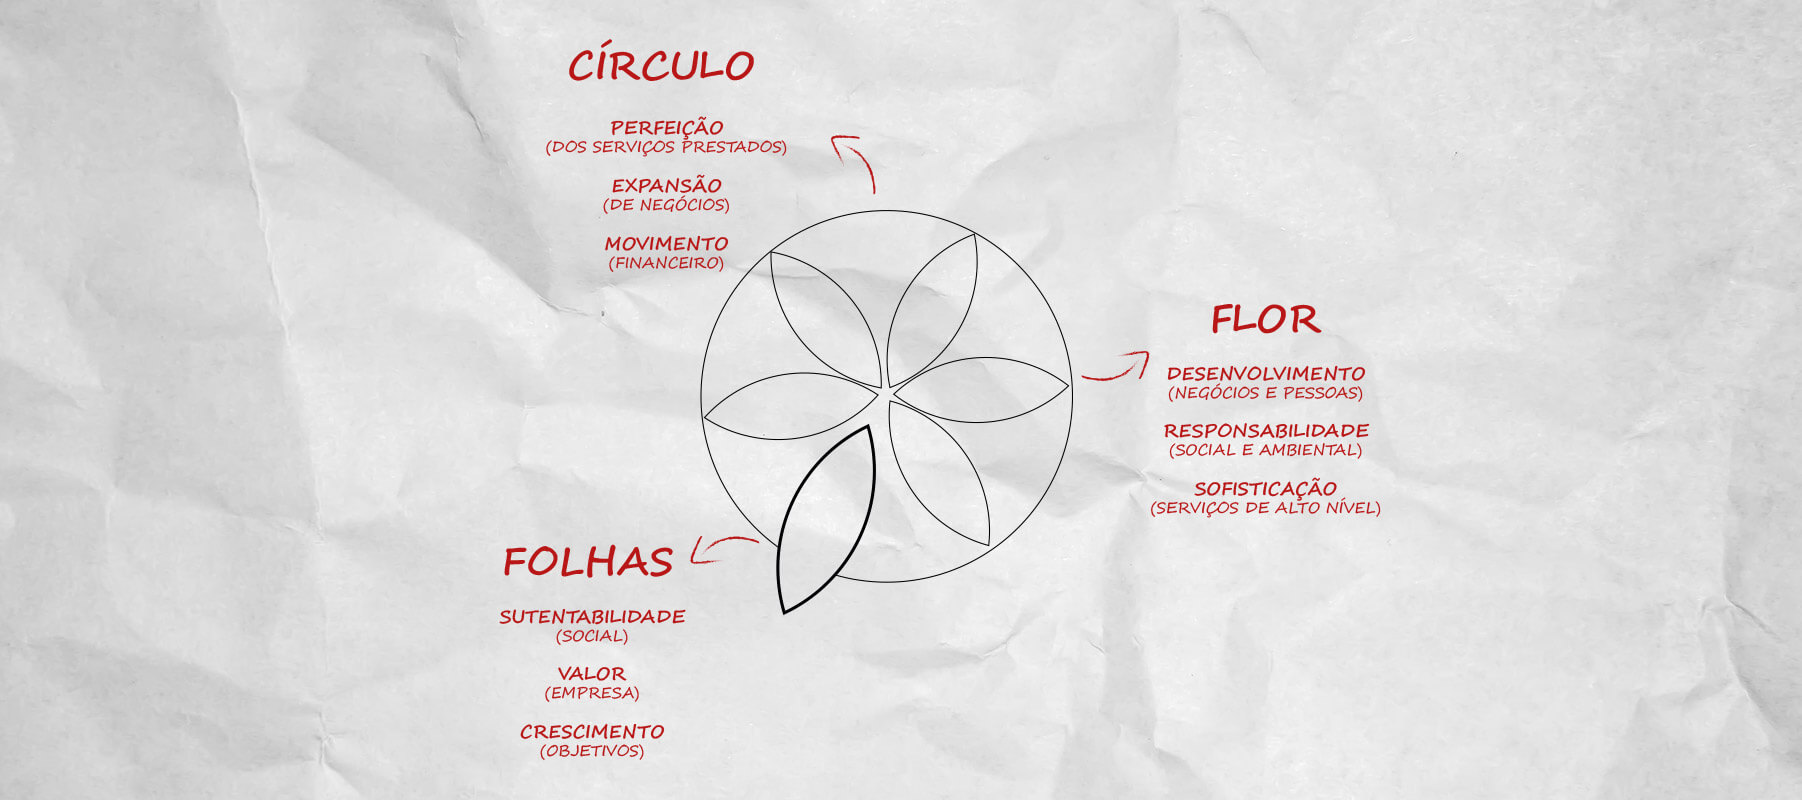 CÍRCULO
PERFEIÇÃO
(DOS SERVIÇOS PRESTADOS)
EXPANSÃO
(DE NEGÓCIOS)
MOVIMENTO
(FINANCEIRO)
FLOR
DESENVOLVIMENTO
(NEGÓCIOS E PESSOAS)
RESPONSABILIDADE
(SOCIAL E AMBIENTAL)
SOFISTICAÇÃO
(SERVIÇOS DE ALTO NÍVEL)
FOLHAS
SUTENTABILIDADE
(SOCIAL)
VALOR
(EMPRESA)
CRESCIMENTO
(OBJETIVOS)